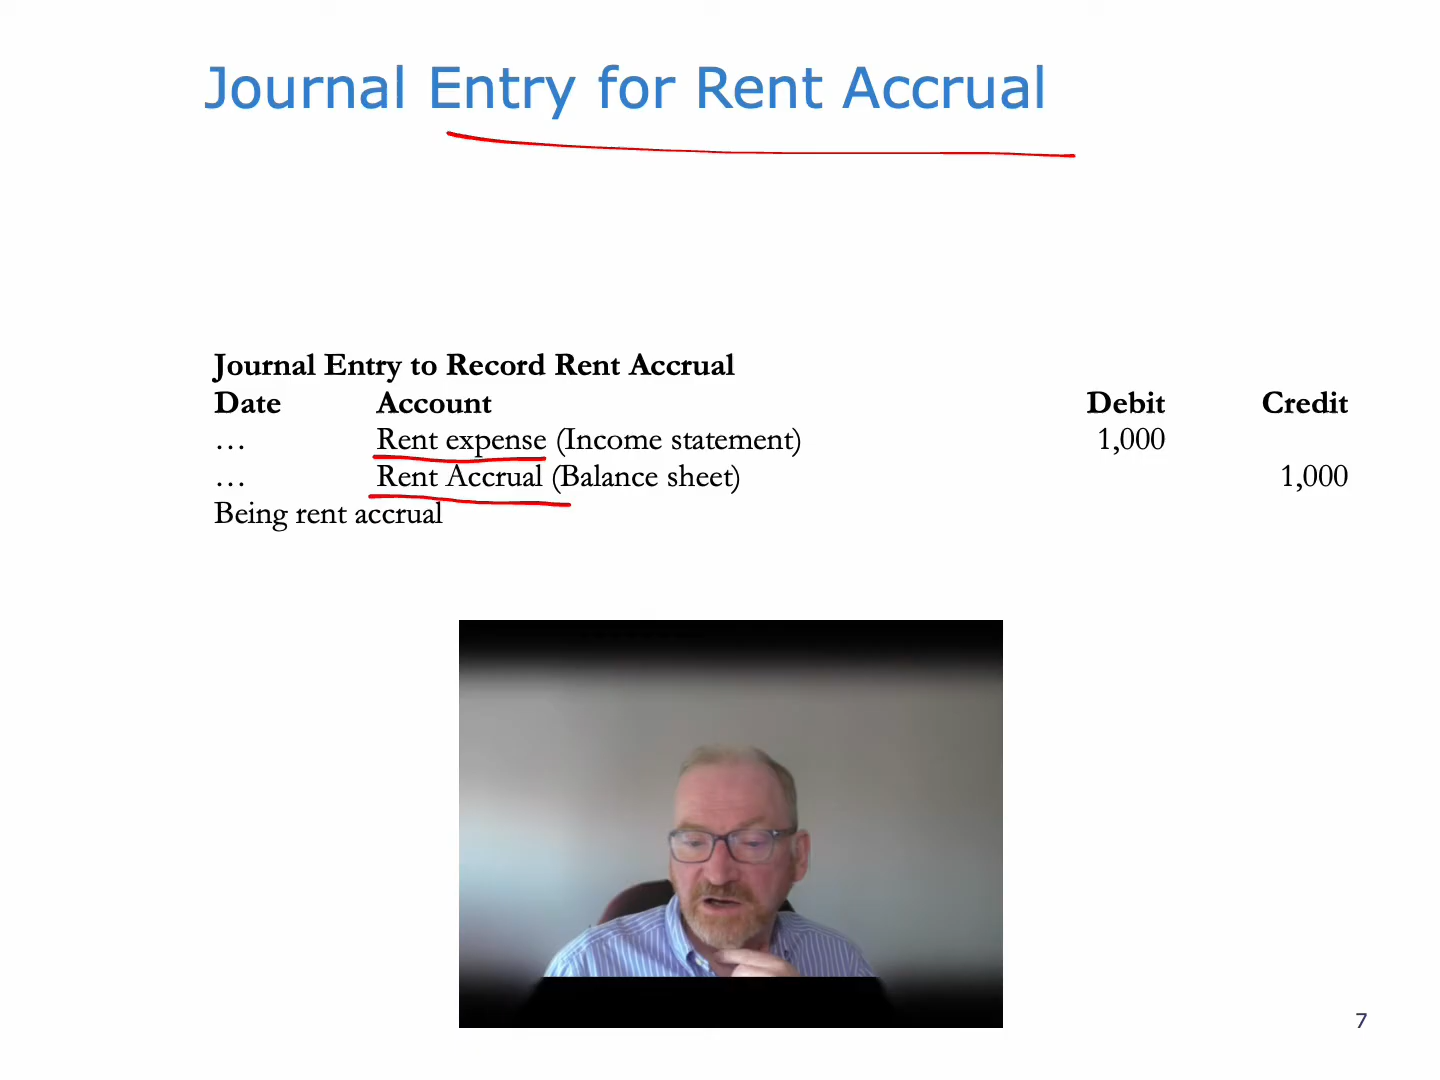 Journal Entry for Rent Accrual
Journal Entry to Record Rent Accrual
Date Account Debit Credit
… Rent expense (Income statement) 1,000
… Rent Accrual (Balance sheet) 1,000
Being rent accrual
7